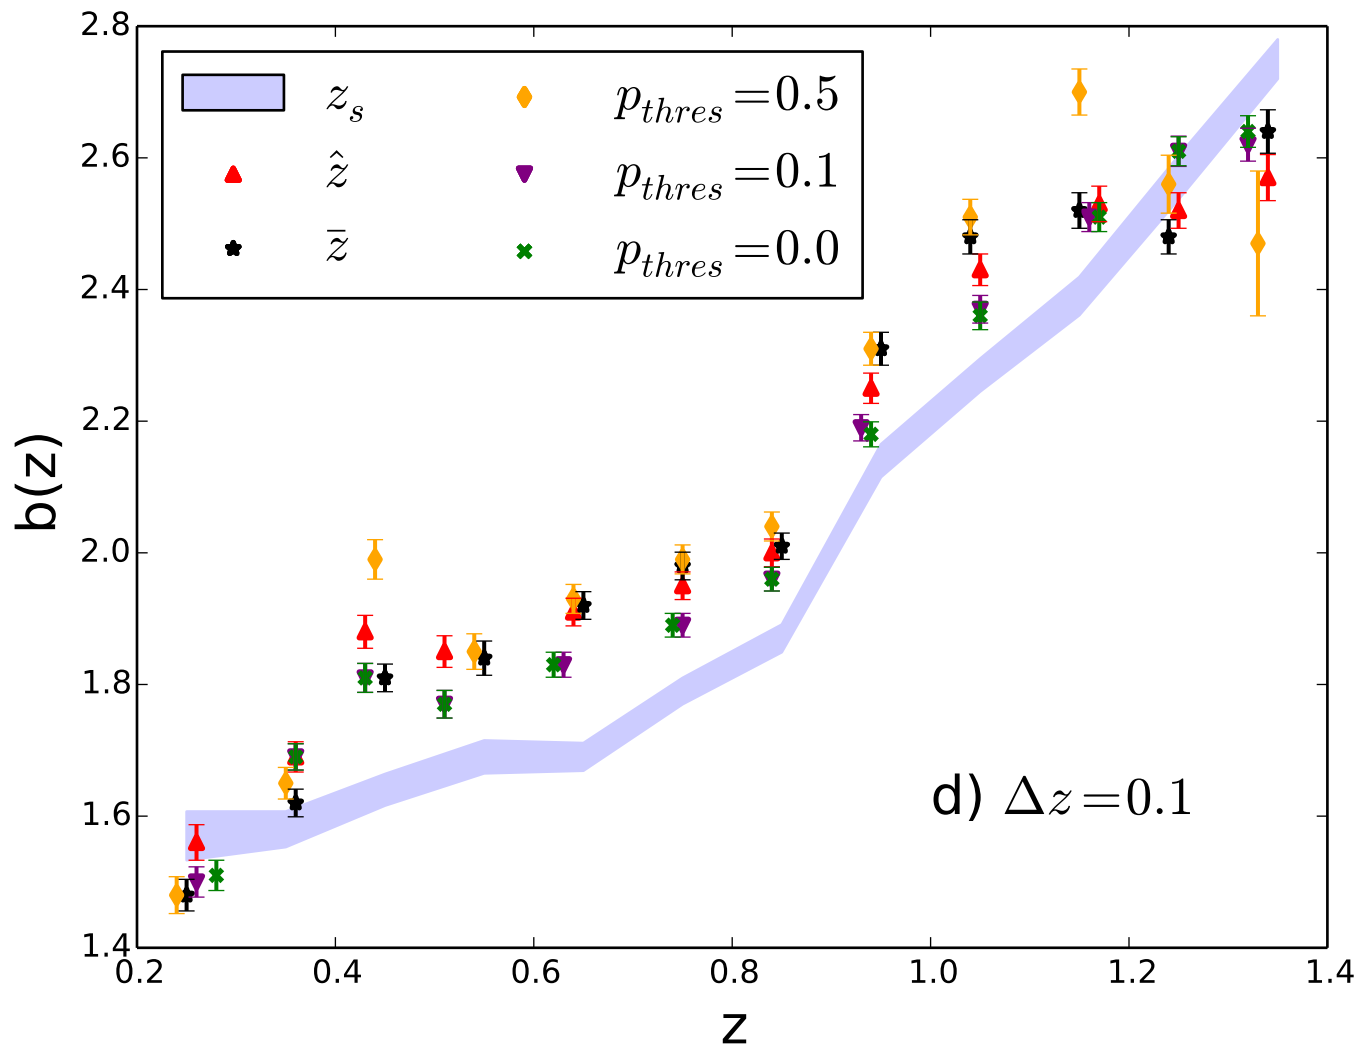 2.8
2.6
2.4
2.2
2.0
1.8
1.6
1.4
b(z)
z_s
ẑ
z̄
p_thres = 0.5
p_thres = 0.1
p_thres = 0.0
d) Δz = 0.1
0.2 0.4 0.6 0.8 1.0 1.2 1.4
z